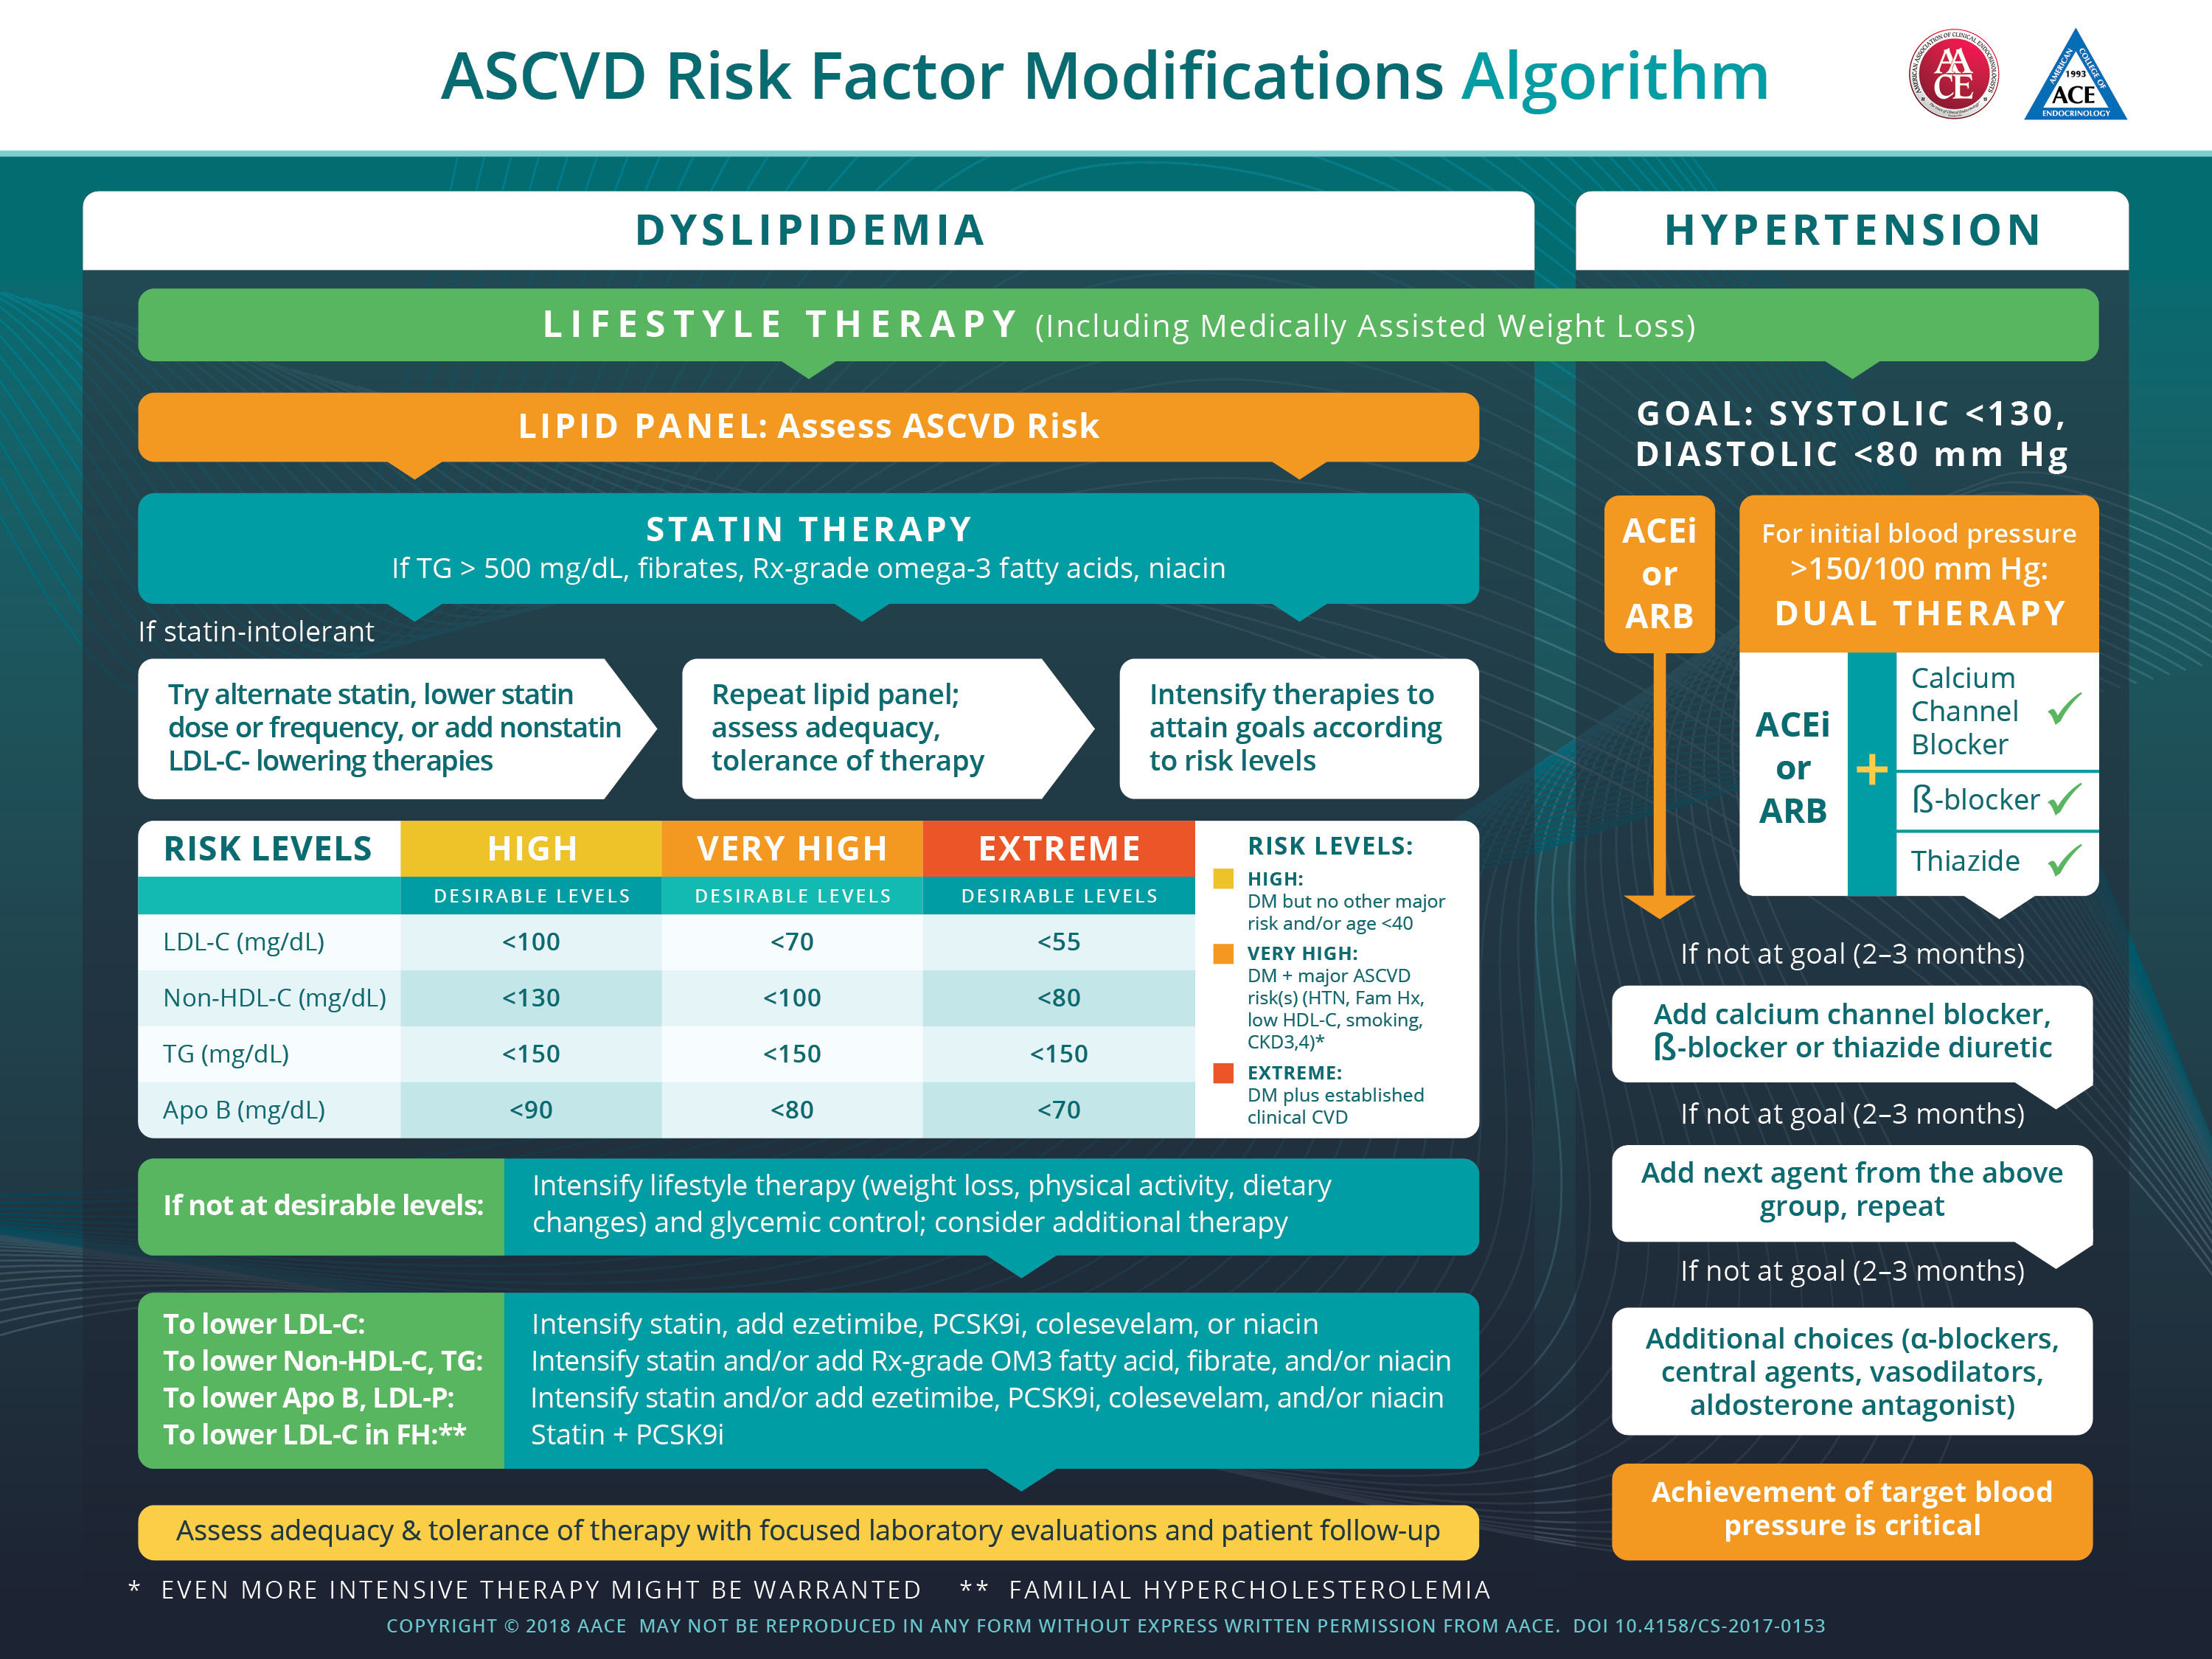 ASCVD Risk Factor Modifications Algorithm
AMERICAN ASSOCIATION OF CLINICAL ENDOCRINOLOGISTS
AACE
AMERICAN COLLEGE OF
1993
ACE
ENDOCRINOLOGY
DYSLIPIDEMIA
HYPERTENSION
LIFESTYLE THERAPY (Including Medically Assisted Weight Loss)
LIPID PANEL: Assess ASCVD Risk
STATIN THERAPY
If TG > 500 mg/dL, fibrates, Rx-grade omega-3 fatty acids, niacin
If statin-intolerant
Try alternate statin, lower statin
dose or frequency, or add nonstatin
LDL-C- lowering therapies
Repeat lipid panel;
assess adequacy,
tolerance of therapy
Intensify therapies to
attain goals according
to risk levels
RISK LEVELS HIGH VERY HIGH EXTREME
DESIRABLE LEVELS DESIRABLE LEVELS DESIRABLE LEVELS
LDL-C (mg/dL) <100 <70 <55
Non-HDL-C (mg/dL) <130 <100 <80
TG (mg/dL) <150 <150 <150
Apo B (mg/dL) <90 <80 <70
RISK LEVELS:
HIGH:
DM but no other major
risk and/or age <40
VERY HIGH:
DM + major ASCVD
risk(s) (HTN, Fam Hx,
low HDL-C, smoking,
CKD3,4)*
EXTREME:
DM plus established
clinical CVD
If not at desirable levels:
Intensify lifestyle therapy (weight loss, physical activity, dietary
changes) and glycemic control; consider additional therapy
To lower LDL-C: Intensify statin, add ezetimibe, PCSK9i, colesevelam, or niacin
To lower Non-HDL-C, TG: Intensify statin and/or add Rx-grade OM3 fatty acid, fibrate, and/or niacin
To lower Apo B, LDL-P: Intensify statin and/or add ezetimibe, PCSK9i, colesevelam, and/or niacin
To lower LDL-C in FH:** Statin + PCSK9i
Assess adequacy & tolerance of therapy with focused laboratory evaluations and patient follow-up
GOAL: SYSTOLIC <130,
DIASTOLIC <80 mm Hg
ACEi
or
ARB
For initial blood pressure
>150/100 mm Hg:
DUAL THERAPY
ACEi
or
ARB
+
Calcium
Channel
Blocker ✓
ß-blocker ✓
Thiazide ✓
If not at goal (2–3 months)
Add calcium channel blocker,
ß-blocker or thiazide diuretic
If not at goal (2–3 months)
Add next agent from the above
group, repeat
If not at goal (2–3 months)
Additional choices (α-blockers,
central agents, vasodilators,
aldosterone antagonist)
Achievement of target blood
pressure is critical
* EVEN MORE INTENSIVE THERAPY MIGHT BE WARRANTED ** FAMILIAL HYPERCHOLESTEROLEMIA
COPYRIGHT © 2018 AACE MAY NOT BE REPRODUCED IN ANY FORM WITHOUT EXPRESS WRITTEN PERMISSION FROM AACE. DOI 10.4158/CS-2017-0153